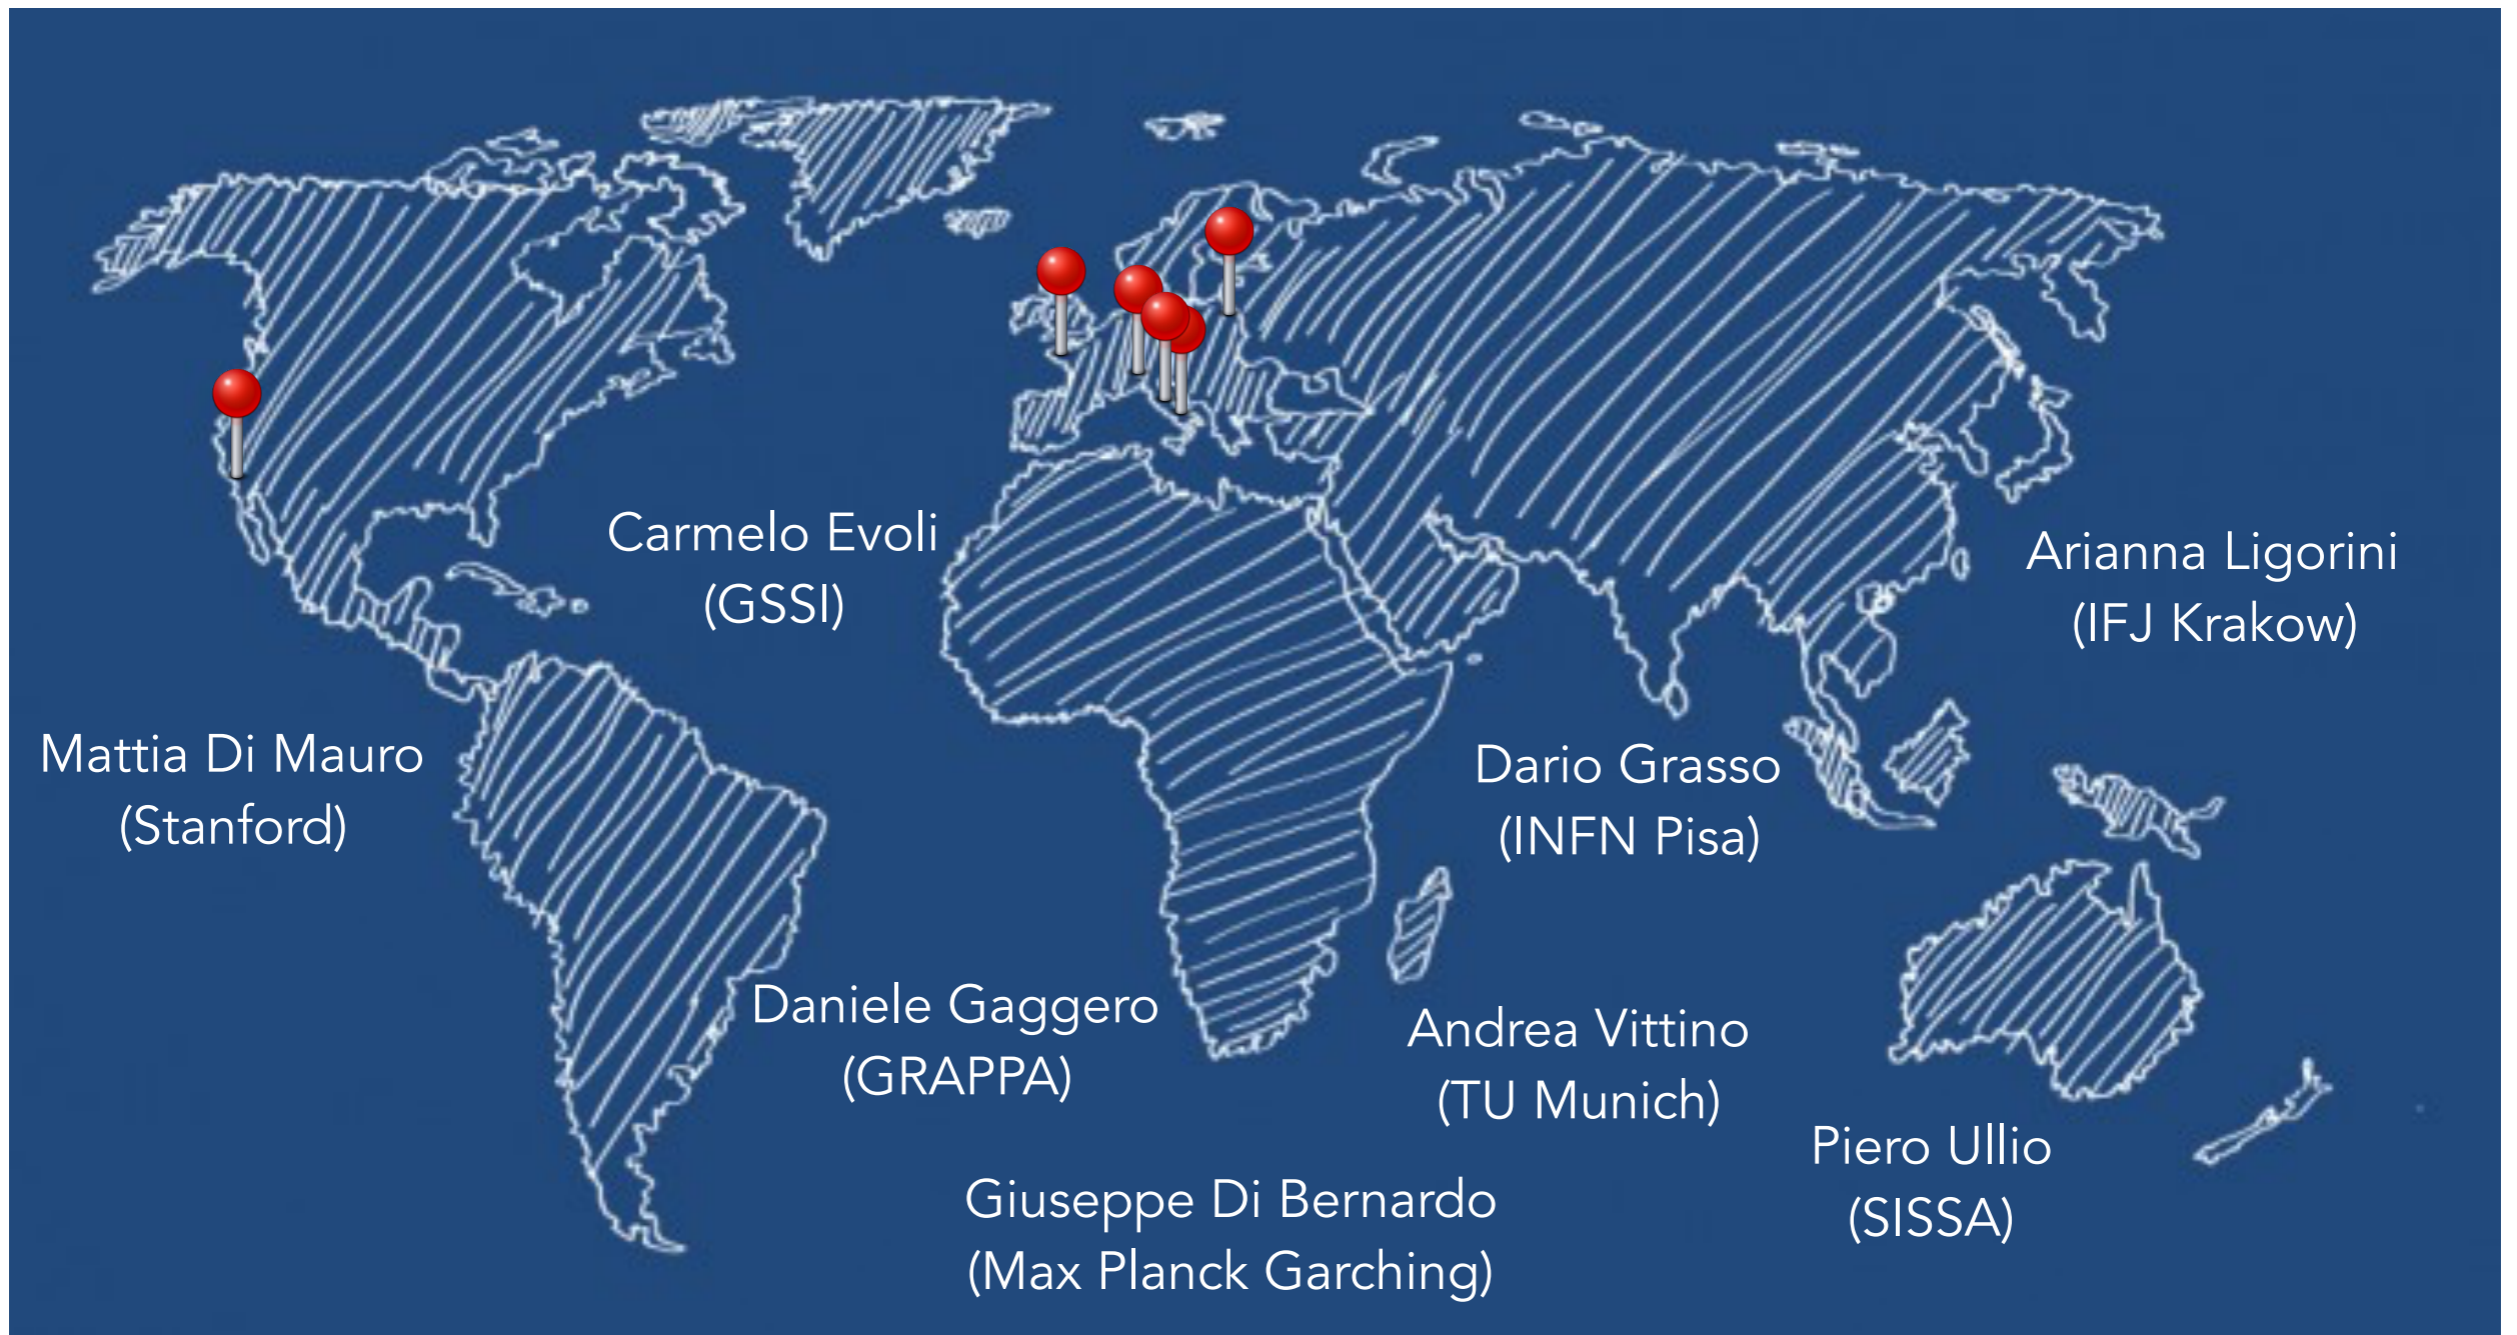 Carmelo Evoli
(GSSI)
Arianna Ligorini
(IFJ Krakow)
Mattia Di Mauro
(Stanford)
Dario Grasso
(INFN Pisa)
Daniele Gaggero
(GRAPPA)
Andrea Vittino
(TU Munich)
Piero Ullio
(SISSA)
Giuseppe Di Bernardo
(Max Planck Garching)